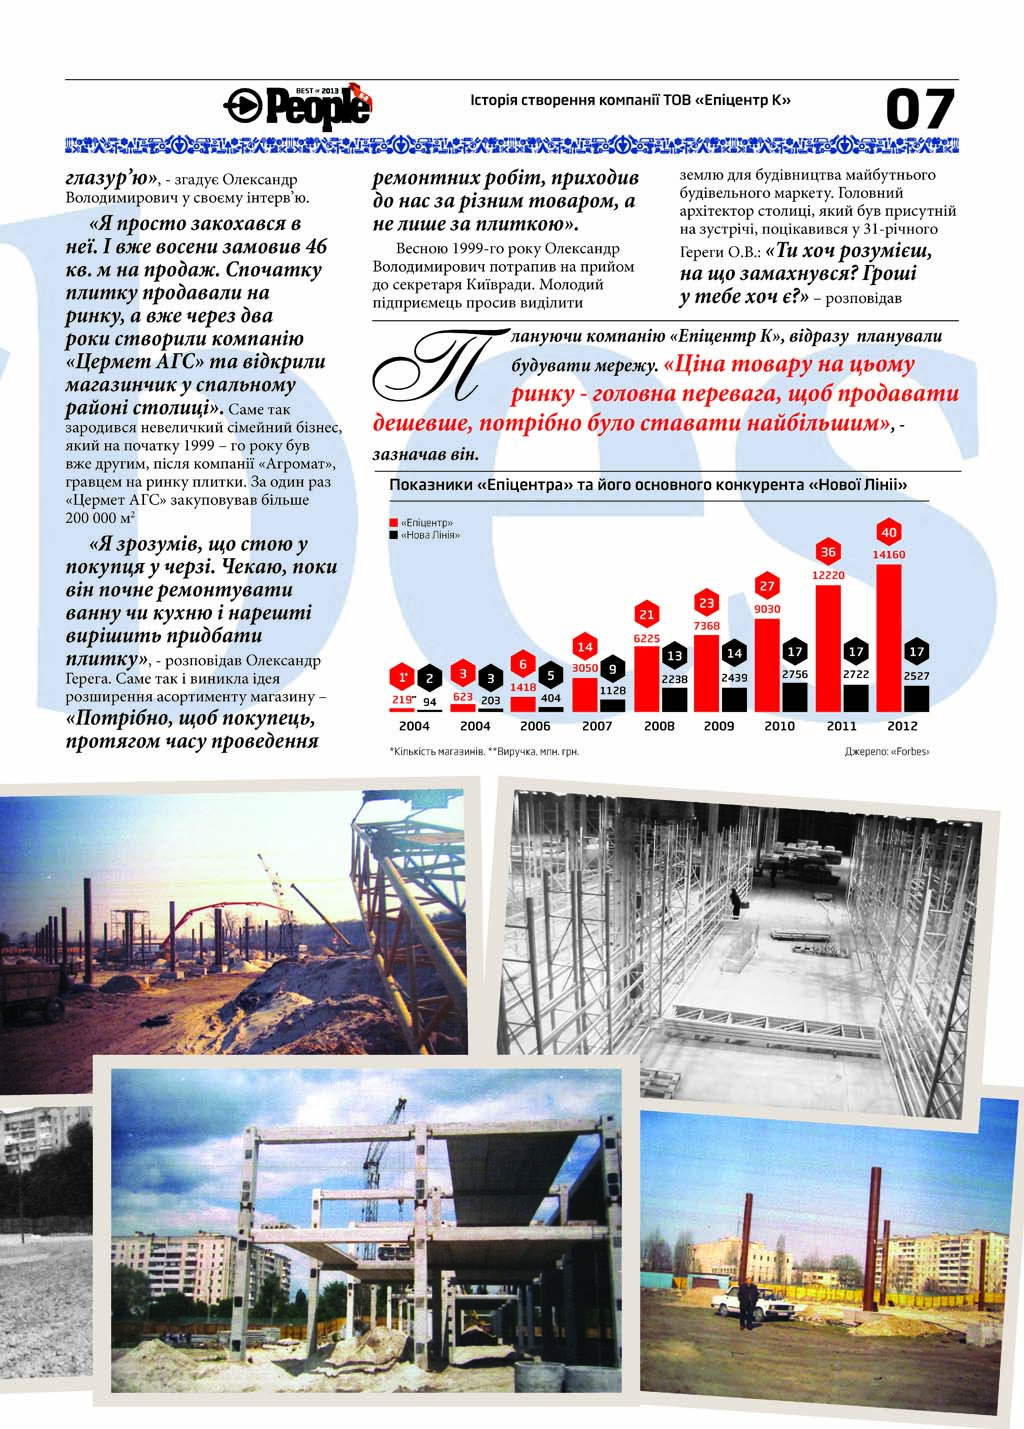 BEST OF 2013
People
Історія створення компанії ТОВ «Епіцентр К»
07
глазур’ю», - згадує Олександр
Володимирович у своєму інтерв’ю.
«Я просто закохався в
неї. І вже восени замовив 46
кв. м на продаж. Спочатку
плитку продавали на
ринку, а вже через два
роки створили компанію
«Цермет АГС» та відкрили
магазинчик у спальному
районі столиці». Саме так
зародився невеличкий сімейний бізнес,
який на початку 1999 – го року був
вже другим, після компанії «Агромат»,
гравцем на ринку плитки. За один раз
«Цермет АГС» закуповував більше
200 000 м²
«Я зрозумів, що стою у
покупця у черзі. Чекаю, поки
він почне ремонтувати
ванну чи кухню і нарешті
вирішить придбати
плитку», - розповідав Олександр
Герега. Саме так і виникла ідея
розширення асортименту магазину –
«Потрібно, щоб покупець,
протягом часу проведення
ремонтних робіт, приходив
до нас за різним товаром, а
не лише за плиткою».
Весною 1999-го року Олександр
Володимирович потрапив на прийом
до секретаря Київради. Молодий
підприємець просив виділити
землю для будівництва майбутнього
будівельного маркету. Головний
архітектор столиці, який був присутній
на зустрічі, поцікавився у 31-річного
Гереги О.В.: «Ти хоч розумієш,
на що замахнувся? Гроші
у тебе хоч є?» – розповідав
Плануючи компанію «Епіцентр К», відразу планували
будувати мережу. «Ціна товару на цьому
ринку - головна перевага, щоб продавати
дешевше, потрібно було ставати найбільшим», -
зазначав він.
Показники «Епіцентра» та його основного конкурента «Нової Лінії»
«Епіцентр»
«Нова Лінія»
1* 2 3 3 6 5 14 9 21 13 23 14 27 17 36 17 40 17
219** 94 623 203 1418 404 3050 1128 6225 2238 7368 2439 9030 2756 12220 2722 14160 2527
2004 2004 2006 2007 2008 2009 2010 2011 2012
*Кількість магазинів. **Виручка, млн. грн.
Джерело: «Forbes»
bes